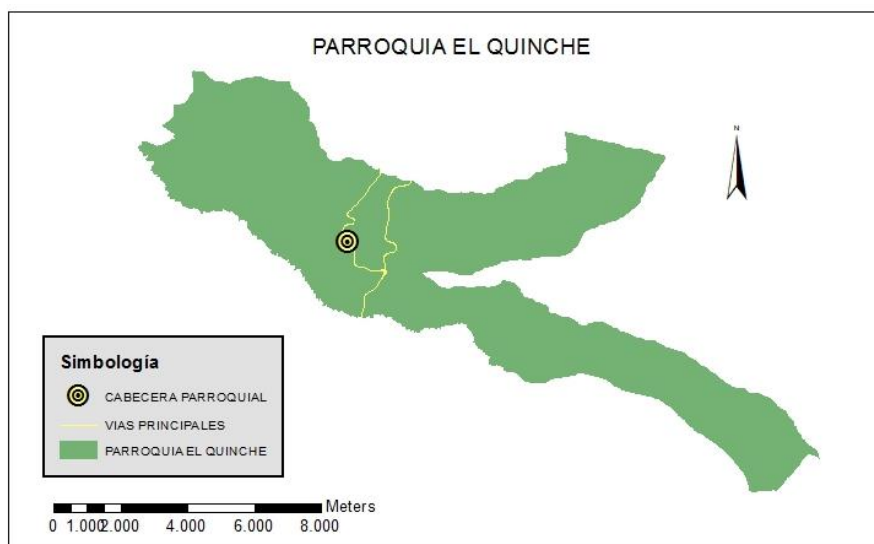 PARROQUIA EL QUINCHE
N
Simbología
CABECERA PARROQUIAL
VIAS PRINCIPALES
PARROQUIA EL QUINCHE
Meters
0 1.000 2.000 4.000 6.000 8.000